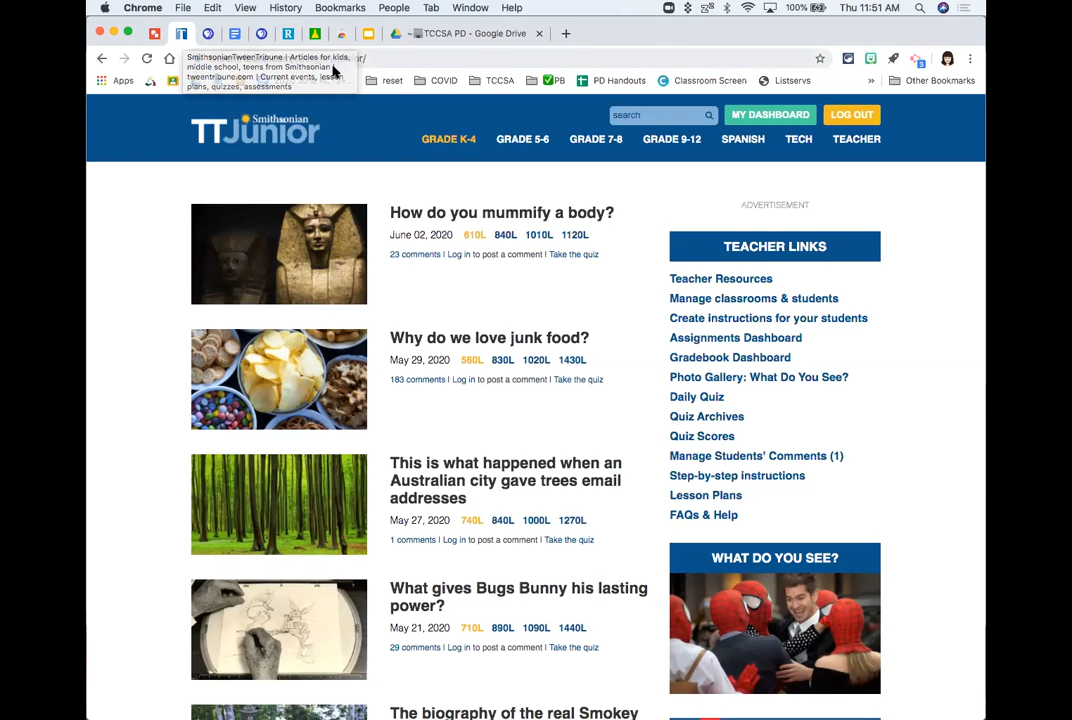 Chrome File Edit View History Bookmarks People Tab Window Help 100% Thu 11:51 AM
TCCSA PD - Google Drive
SmithsonianTweenTribune | Articles for kids,
middle school, teens from Smithsonian
tweentribune.com | Current events, lesson
plans, quizzes, assessments
Apps reset COVID TCCSA PB PD Handouts Classroom Screen Listservs » Other Bookmarks
Smithsonian
TTJunior
search MY DASHBOARD LOG OUT
GRADE K-4 GRADE 5-6 GRADE 7-8 GRADE 9-12 SPANISH TECH TEACHER
How do you mummify a body?
June 02, 2020 610L 840L 1010L 1120L
23 comments | Log in to post a comment | Take the quiz
Why do we love junk food?
May 29, 2020 560L 830L 1020L 1430L
183 comments | Log in to post a comment | Take the quiz
This is what happened when an
Australian city gave trees email
addresses
May 27, 2020 740L 840L 1000L 1270L
1 comments | Log in to post a comment | Take the quiz
What gives Bugs Bunny his lasting
power?
May 21, 2020 710L 890L 1090L 1440L
29 comments | Log in to post a comment | Take the quiz
The biography of the real Smokey
ADVERTISEMENT
TEACHER LINKS
Teacher Resources
Manage classrooms & students
Create instructions for your students
Assignments Dashboard
Gradebook Dashboard
Photo Gallery: What Do You See?
Daily Quiz
Quiz Archives
Quiz Scores
Manage Students' Comments (1)
Step-by-step instructions
Lesson Plans
FAQs & Help
WHAT DO YOU SEE?